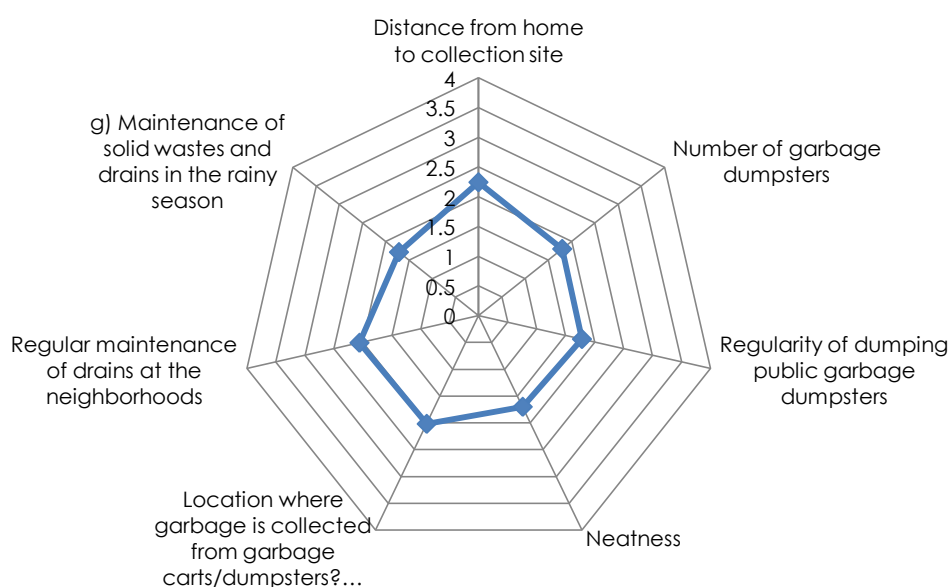 Distance from home
to collection site
4
3.5
3
2.5
2
1.5
1
0.5
0
Number of garbage
dumpsters
Regularity of dumping
public garbage
dumpsters
Neatness
Location where
garbage is collected
from garbage
carts/dumpsters?…
Regular maintenance
of drains at the
neighborhoods
g) Maintenance of
solid wastes and
drains in the rainy
season